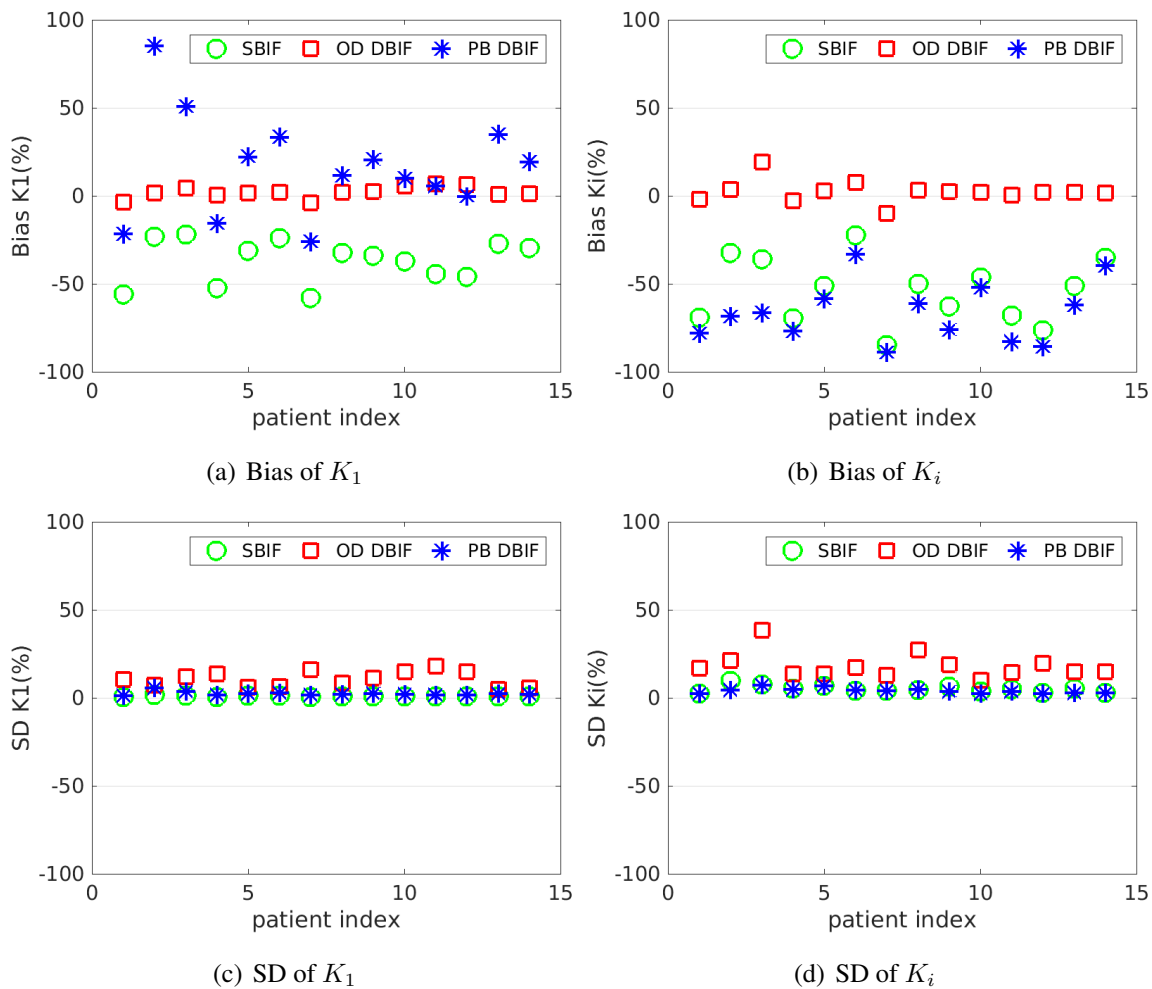 100
50
0
-50
-100
Bias K1(%)
SBIF OD DBIF PB DBIF
0 5 10 15
patient index
(a) Bias of K₁
100
50
0
-50
-100
Bias Ki(%)
SBIF OD DBIF PB DBIF
0 5 10 15
patient index
(b) Bias of Kᵢ
100
50
0
-50
-100
SD K1(%)
SBIF OD DBIF PB DBIF
0 5 10 15
patient index
(c) SD of K₁
100
50
0
-50
-100
SD Ki(%)
SBIF OD DBIF PB DBIF
0 5 10 15
patient index
(d) SD of Kᵢ